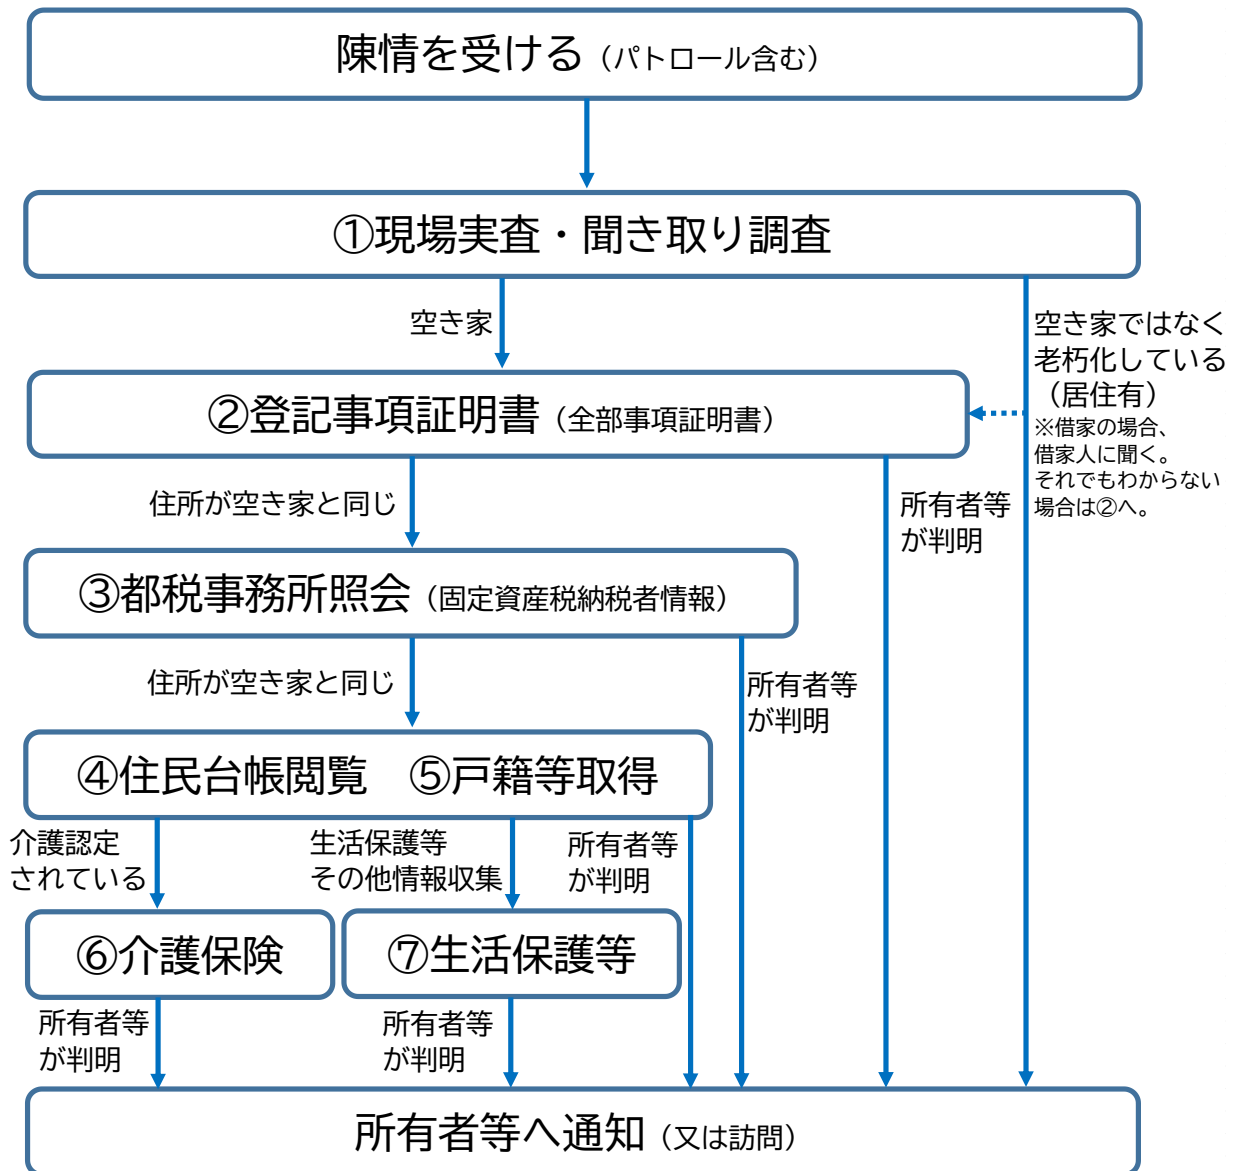 陳情を受ける（パトロール含む）
①現場実査・聞き取り調査
空き家
空き家ではなく
老朽化している
（居住有）
※借家の場合、
借家人に聞く。
それでもわからない
場合は②へ。
②登記事項証明書（全部事項証明書）
住所が空き家と同じ
所有者等
が判明
③都税事務所照会（固定資産税納税者情報）
住所が空き家と同じ
所有者等
が判明
④住民台帳閲覧　⑤戸籍等取得
介護認定
されている
生活保護等
その他情報収集
所有者等
が判明
⑥介護保険
⑦生活保護等
所有者等
が判明
所有者等
が判明
所有者等へ通知（又は訪問）